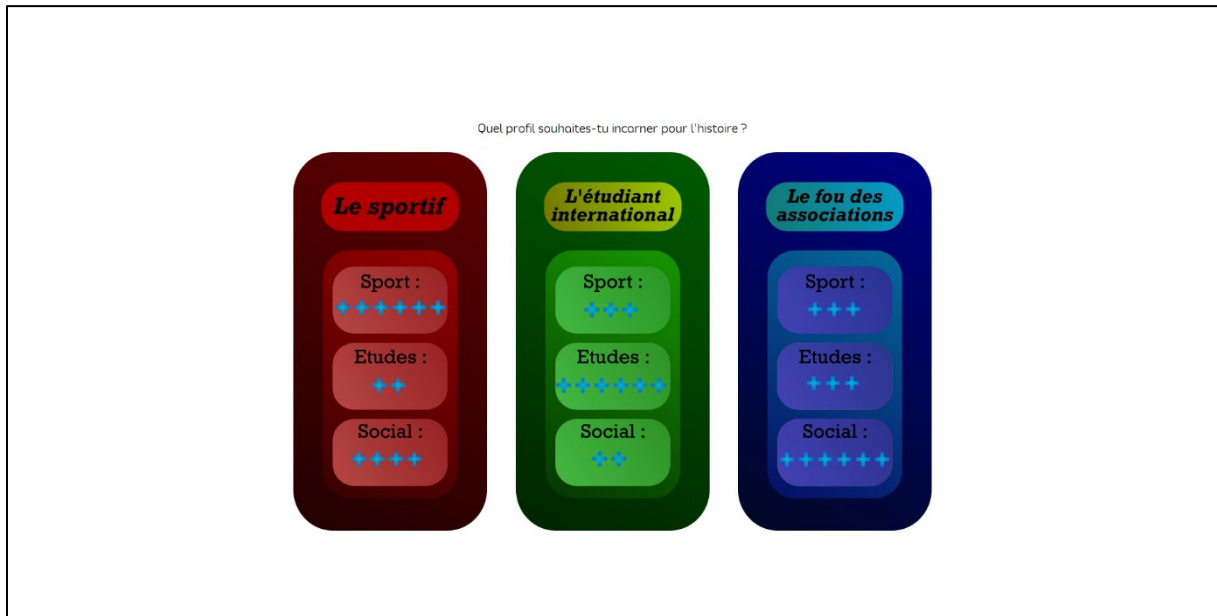 Quel profil souhaites-tu incarner pour l'histoire ?
Le sportif
Sport :
++++++
Etudes :
++
Social :
++++
L'étudiant
international
Sport :
+++
Etudes :
++++++
Social :
++
Le fou des
associations
Sport :
+++
Etudes :
+++
Social :
++++++